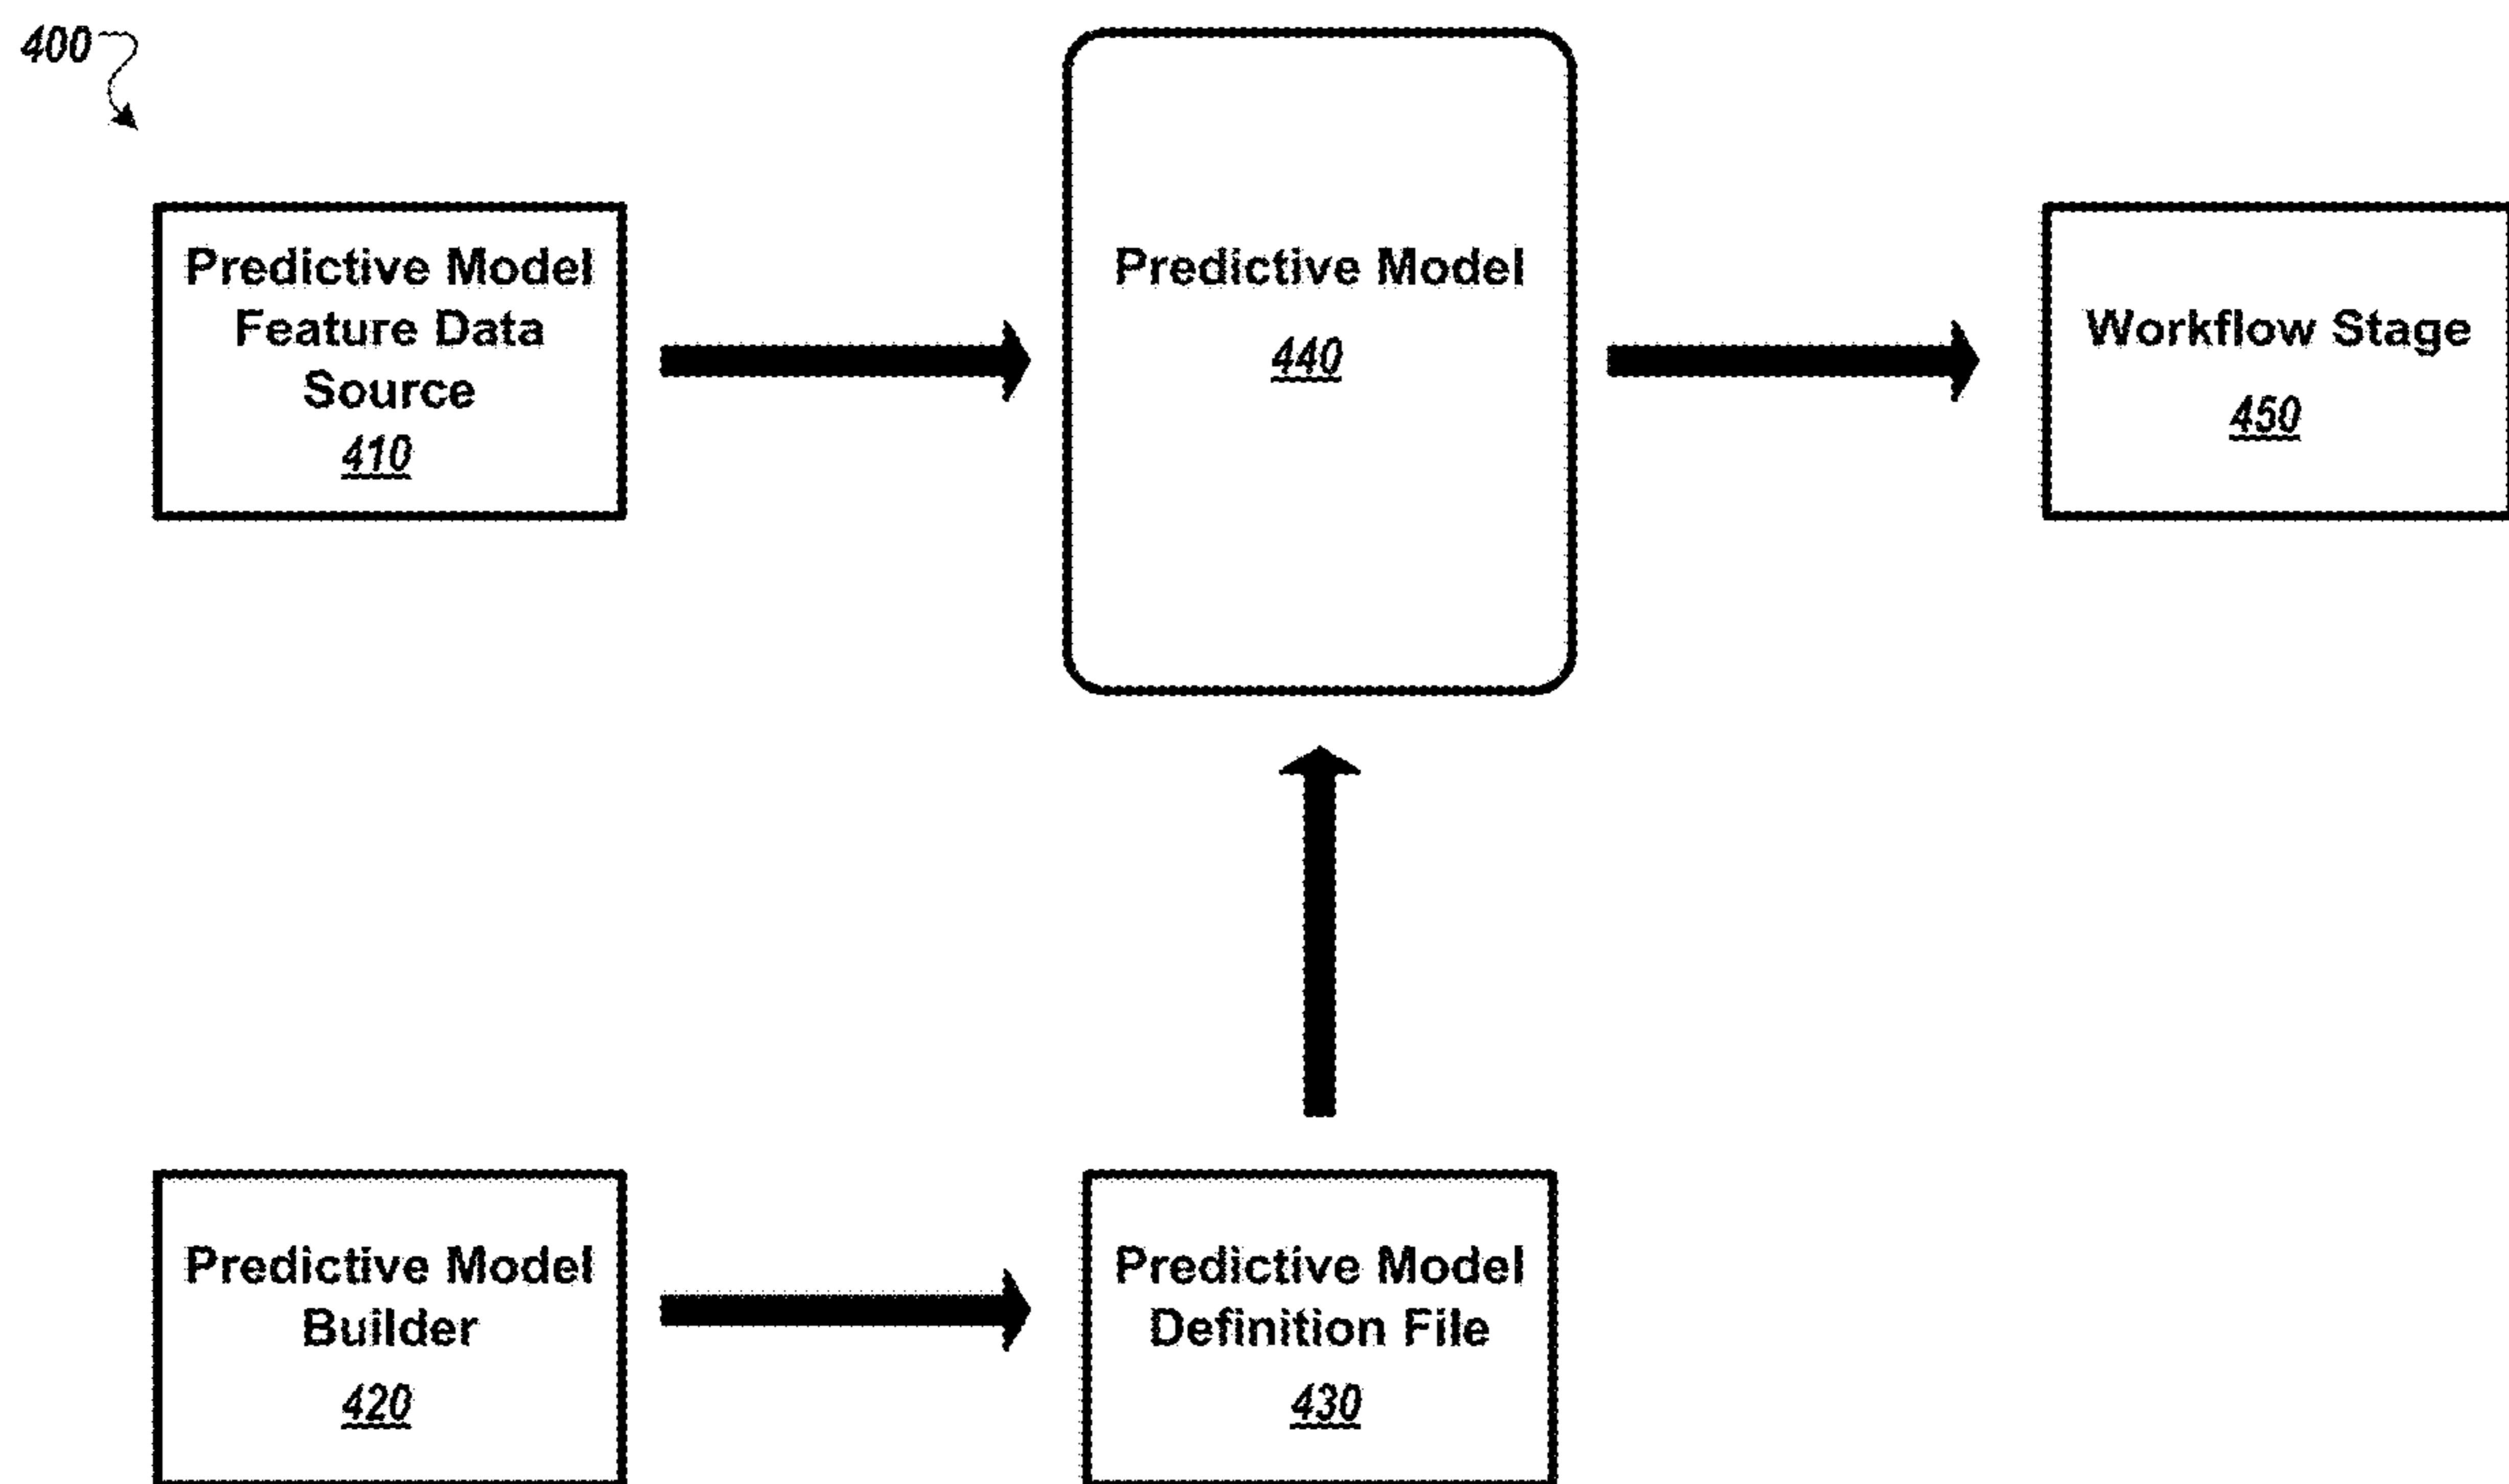 400
Predictive Model
Feature Data
Source
410
Predictive Model
440
Workflow Stage
450
Predictive Model
Builder
420
Predictive Model
Definition File
430